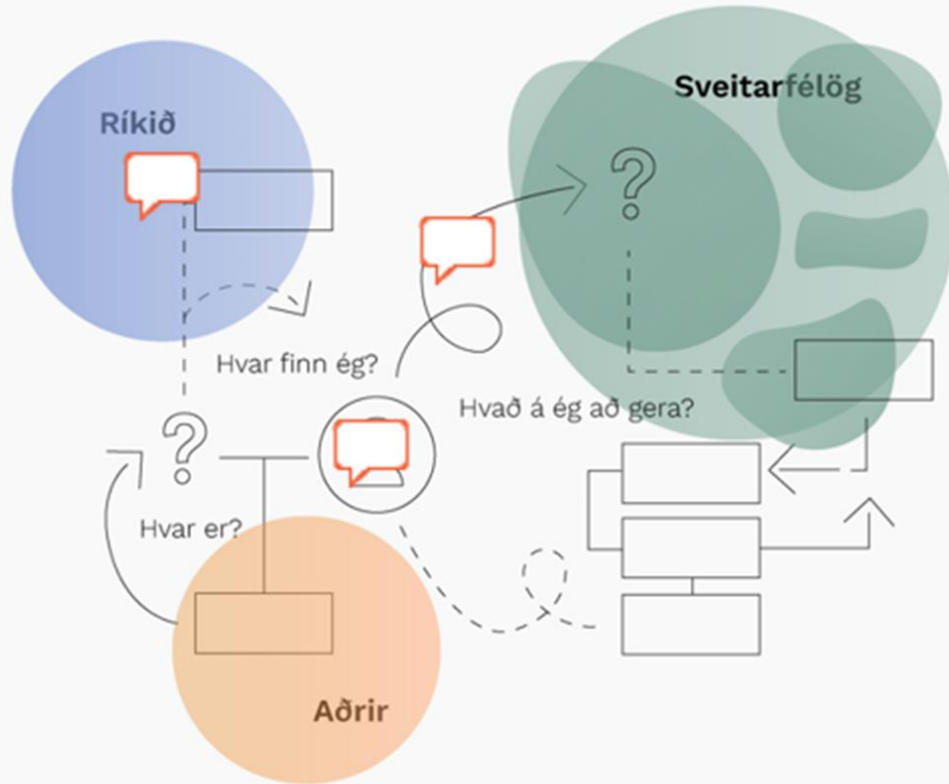 Sveitarfélög
Ríkið
?
Hvar finn ég?
Hvað á ég að gera?
?
Hvar er?
Aðrir